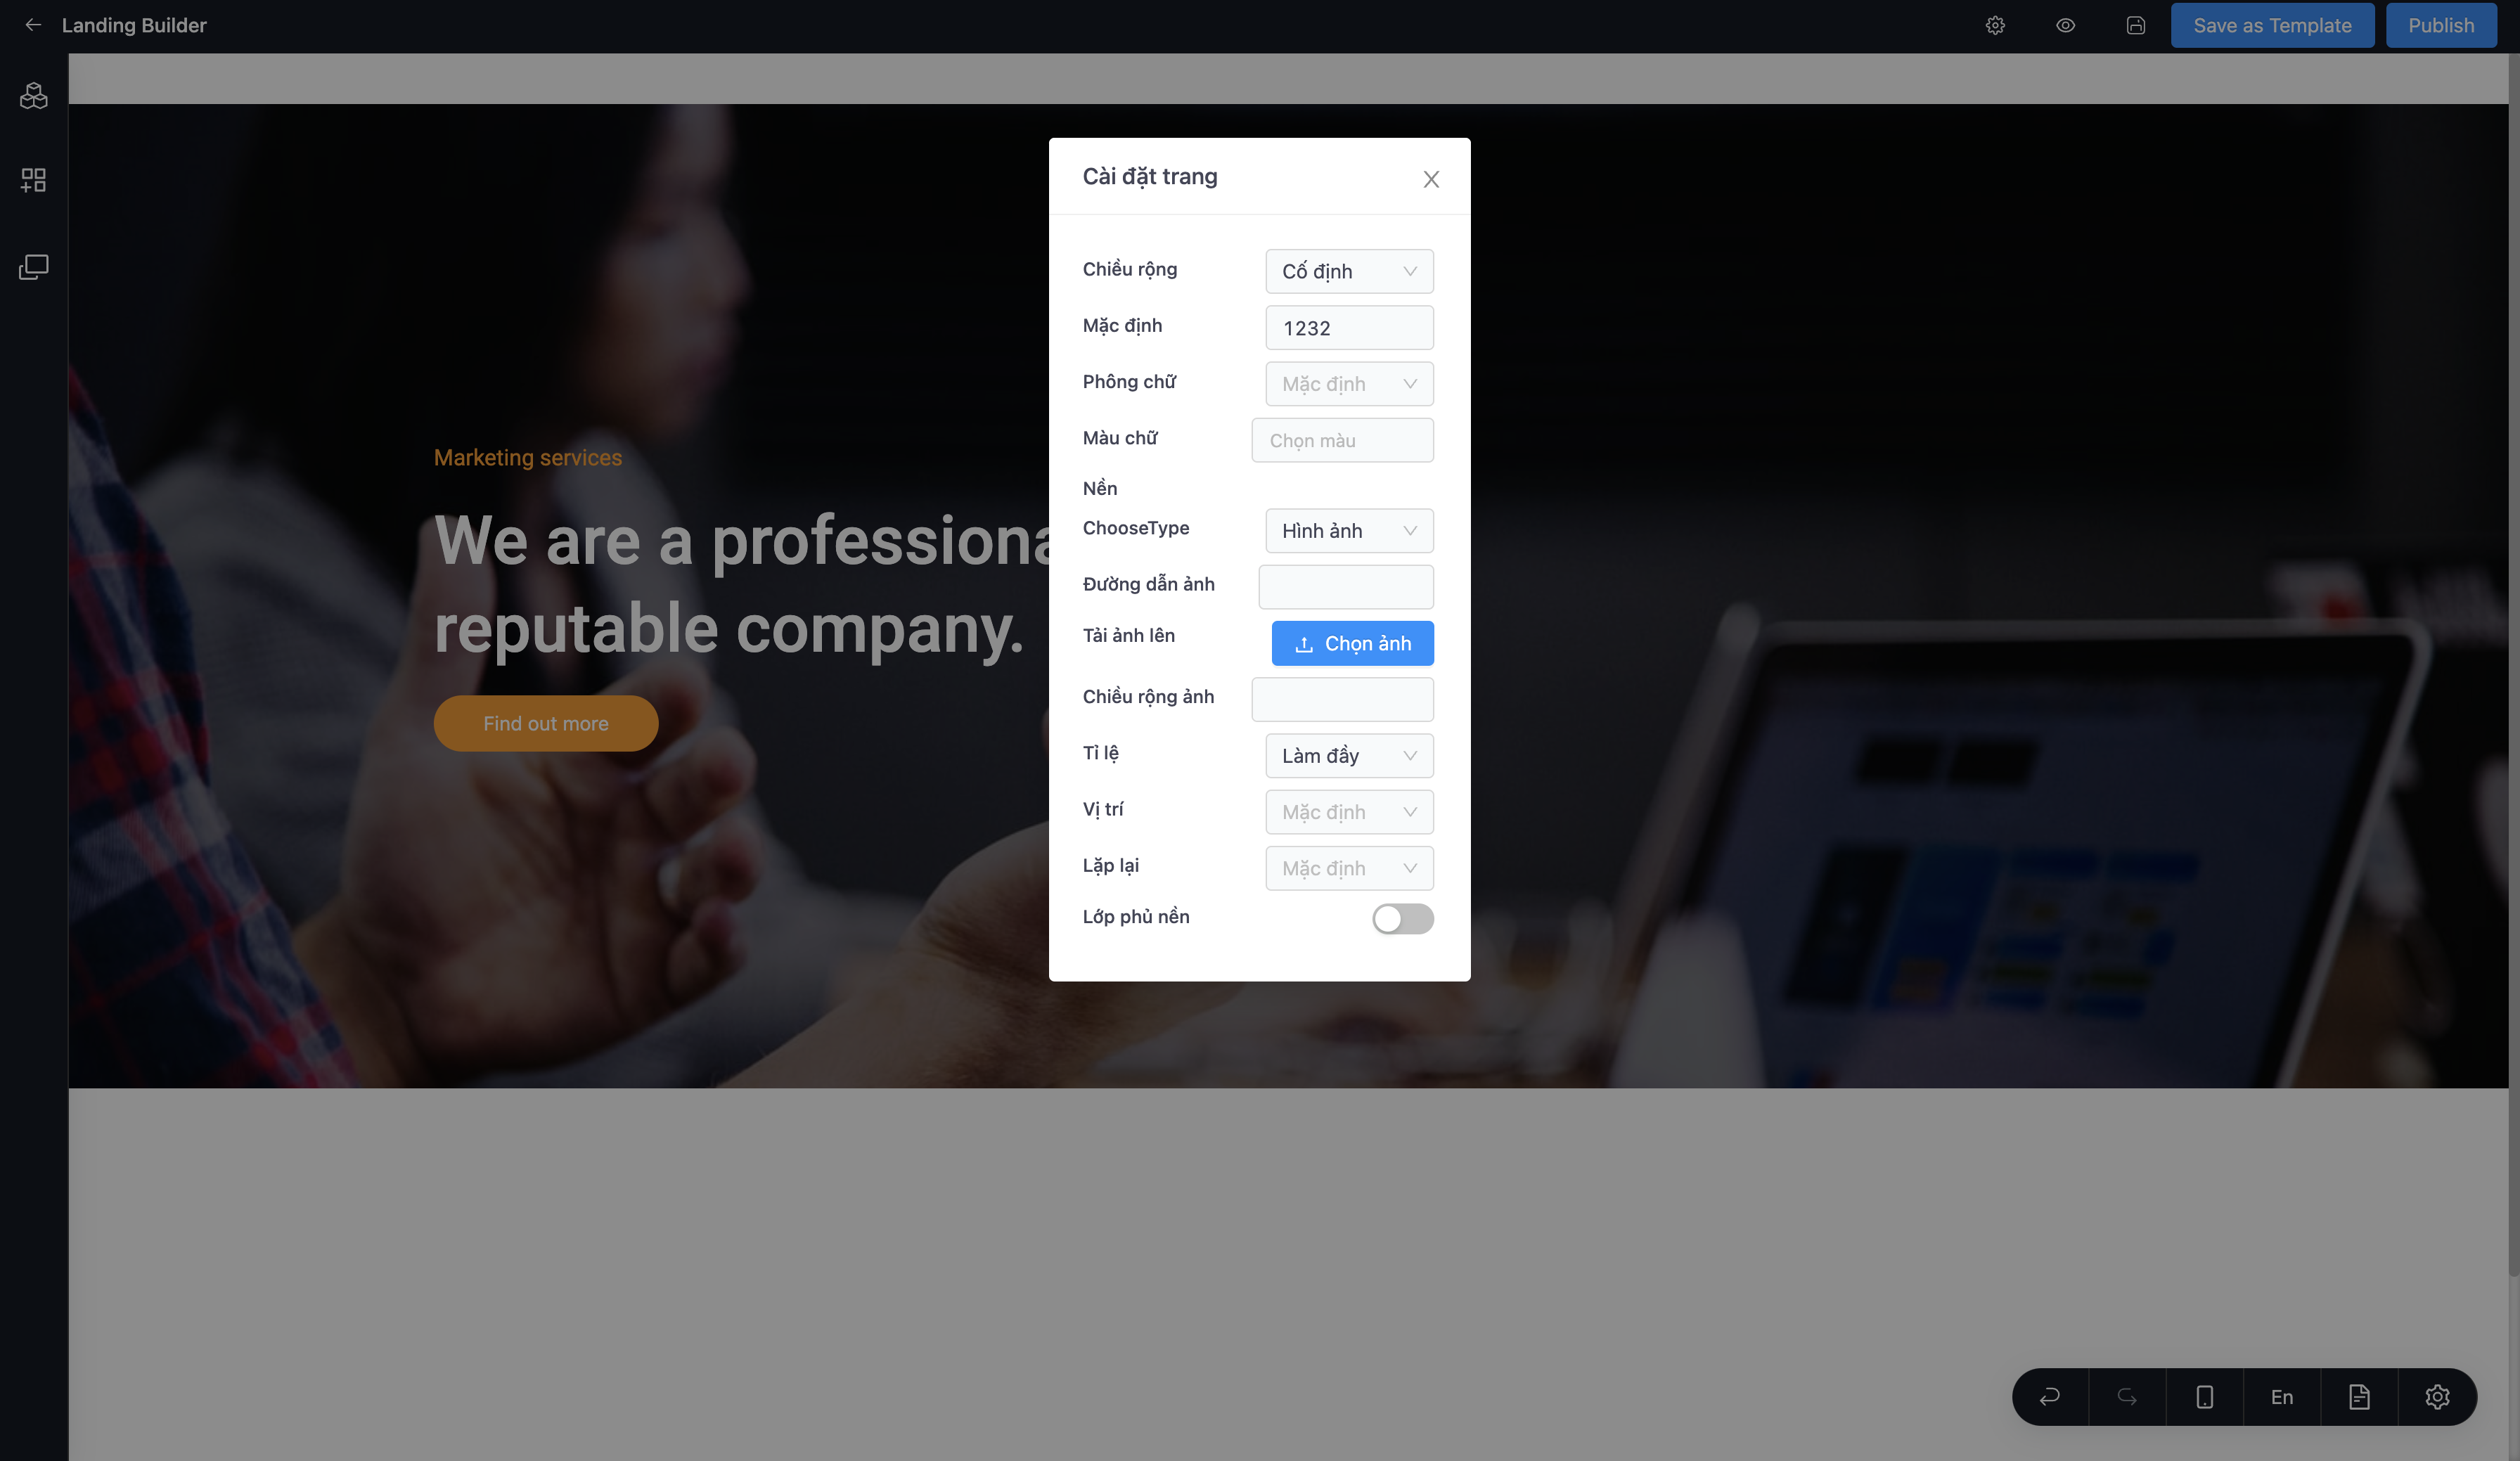 Landing Builder
Save as Template
Publish
Cài đặt trang
Chiều rộng
Cố định
Mặc định
1232
Phông chữ
Mặc định
Màu chữ
Chọn màu
Nền
ChooseType
Hình ảnh
Đường dẫn ảnh
Tải ảnh lên
Chọn ảnh
Chiều rộng ảnh
Tỉ lệ
Làm đầy
Vị trí
Mặc định
Lặp lại
Mặc định
Lớp phủ nền
Marketing services
We are a professiona
reputable company.
Find out more
En